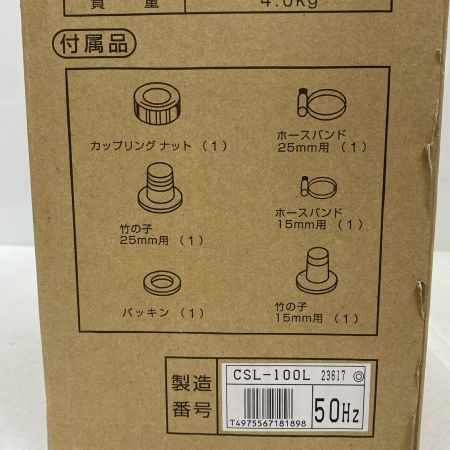 質 量 4.0Kg
付属品
カップリング ナット （１）
ホースバンド
25mm用 （１）
竹の子
25mm用 （１）
ホースバンド
15mm用 （１）
パッキン （１）
竹の子
15mm用 （１）
製造
番号
CSL-100L 23617 ◎
50Hz
T4975567181898